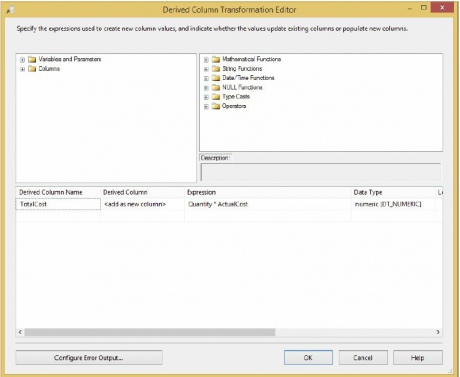 Derived Column Transformation Editor
Specify the expressions used to create new column values, and indicate whether the values update existing columns or populate new columns.
Variables and Parameters
Columns
Mathematical Functions
String Functions
Date/Time Functions
NULL Functions
Type Casts
Operators
Description:
Derived Column Name Derived Column Expression Data Type Le
TotalCost <add as new column> Quantity * ActualCost numeric [DT_NUMERIC]
Configure Error Output... OK Cancel Help